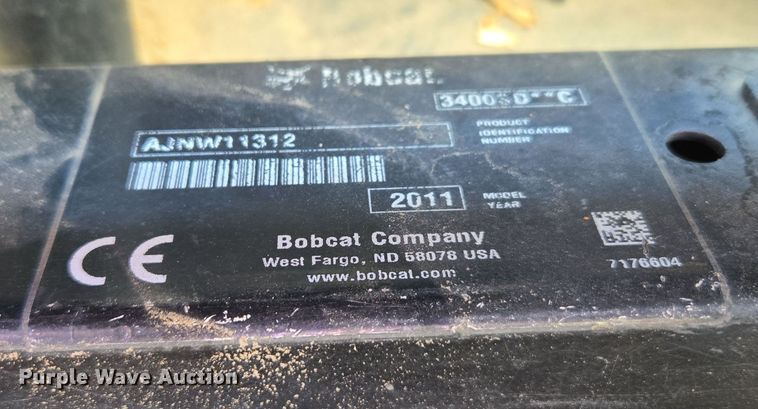 Bobcat
3400SD**C
AJNW11312
PRODUCT
IDENTIFICATION
NUMBER
2011
MODEL
YEAR
CE
Bobcat Company
West Fargo, ND 58078 USA
www.bobcat.com
7176604
Purple Wave Auction